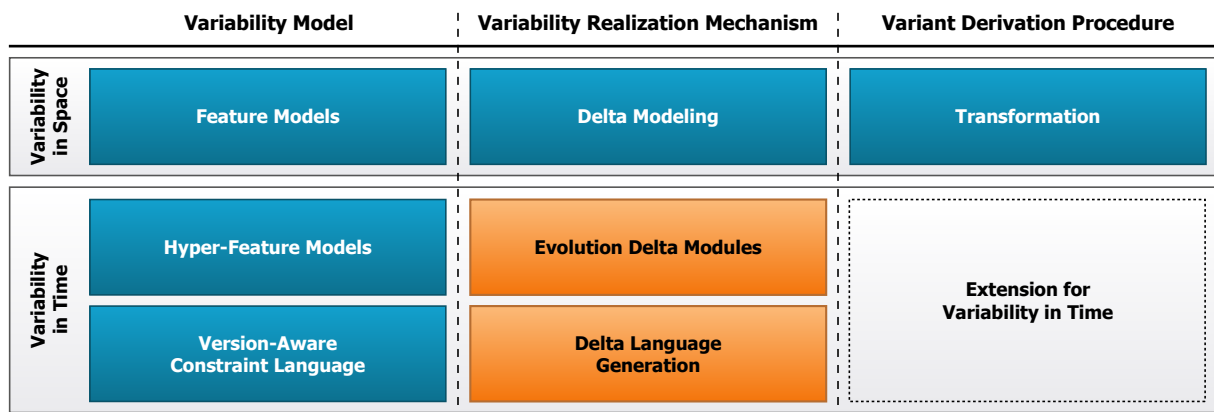 Variability Model
Variability Realization Mechanism
Variant Derivation Procedure
Variability
in Space
Feature Models
Delta Modeling
Transformation
Variability
in Time
Hyper-Feature Models
Evolution Delta Modules
Extension for
Variability in Time
Version-Aware
Constraint Language
Delta Language
Generation